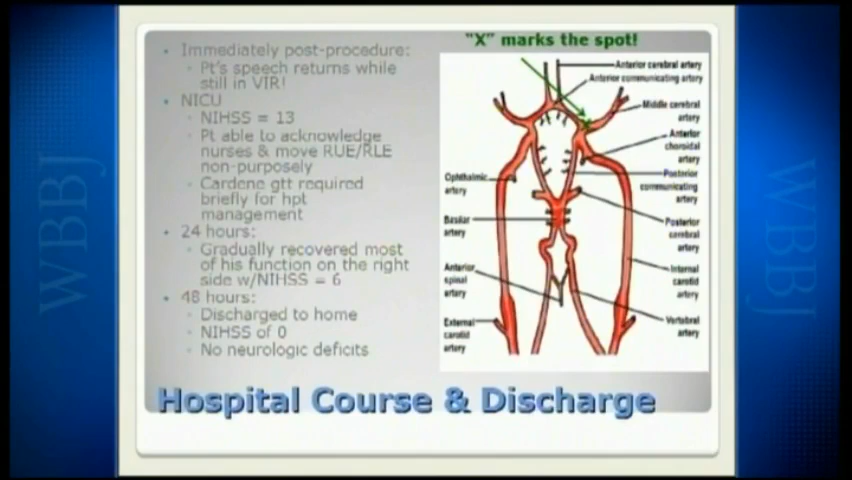 "X" marks the spot!
Immediately post-procedure:
Pt's speech returns while
still in VIR!
NICU
NIHSS = 13
Pt able to acknowledge
nurses & move RUE/RLE
non-purposely
Cardene gtt required
briefly for hpt
management
24 hours:
Gradually recovered most
of his function on the right
side w/NIHSS = 6
48 hours:
Discharged to home
NIHSS of 0
No neurologic deficits
Anterior cerebral artery
Anterior communicating artery
Middle cerebral
artery
Anterior
choroidal
artery
Ophthalmic
artery
Posterior
communicating
artery
Basilar
artery
Posterior
cerebral
artery
Anterior
spinal
artery
Internal
carotid
artery
External
carotid
artery
Vertebral
artery
Hospital Course & Discharge
WBBJ
WBBJ